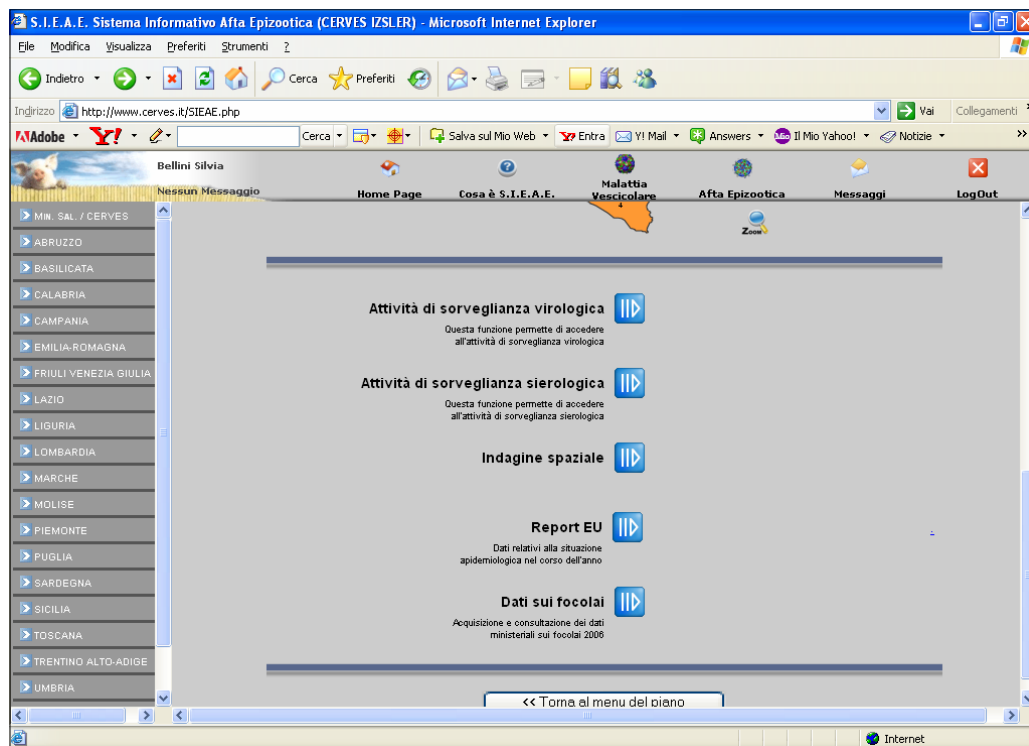 S.I.E.A.E. Sistema Informativo Afta Epizootica (CERVES IZSLER) - Microsoft Internet Explorer
File Modifica Visualizza Preferiti Strumenti ?
Indietro Cerca Preferiti
Indirizzo http://www.cerves.it/SIEAE.php Vai Collegamenti
Adobe Y! Cerca Salva sul Mio Web Entra Y! Mail Answers Il Mio Yahoo! Notizie
Bellini Silvia
Nessun Messaggio
Home Page Cosa è S.I.E.A.E. Malattia Vescicolare Afta Epizootica Messaggi LogOut
MIN. SAL. / CERVES
ABRUZZO
BASILICATA
CALABRIA
CAMPANIA
EMILIA-ROMAGNA
FRIULI VENEZIA GIULIA
LAZIO
LIGURIA
LOMBARDIA
MARCHE
MOLISE
PIEMONTE
PUGLIA
SARDEGNA
SICILIA
TOSCANA
TRENTINO ALTO-ADIGE
UMBRIA
4
Zoom
Attività di sorveglianza virologica
Questa funzione permette di accedere
all'attività di sorveglianza virologica
Attività di sorveglianza sierologica
Questa funzione permette di accedere
all'attività di sorveglianza sierologica
Indagine spaziale
Report EU
Dati relativi alla situazione
apidemiologica nel corso dell'anno
Dati sui focolai
Acquisizione e consultazione dei dati
ministeriali sui focolai 2006
<< Torna al menu del piano
Internet